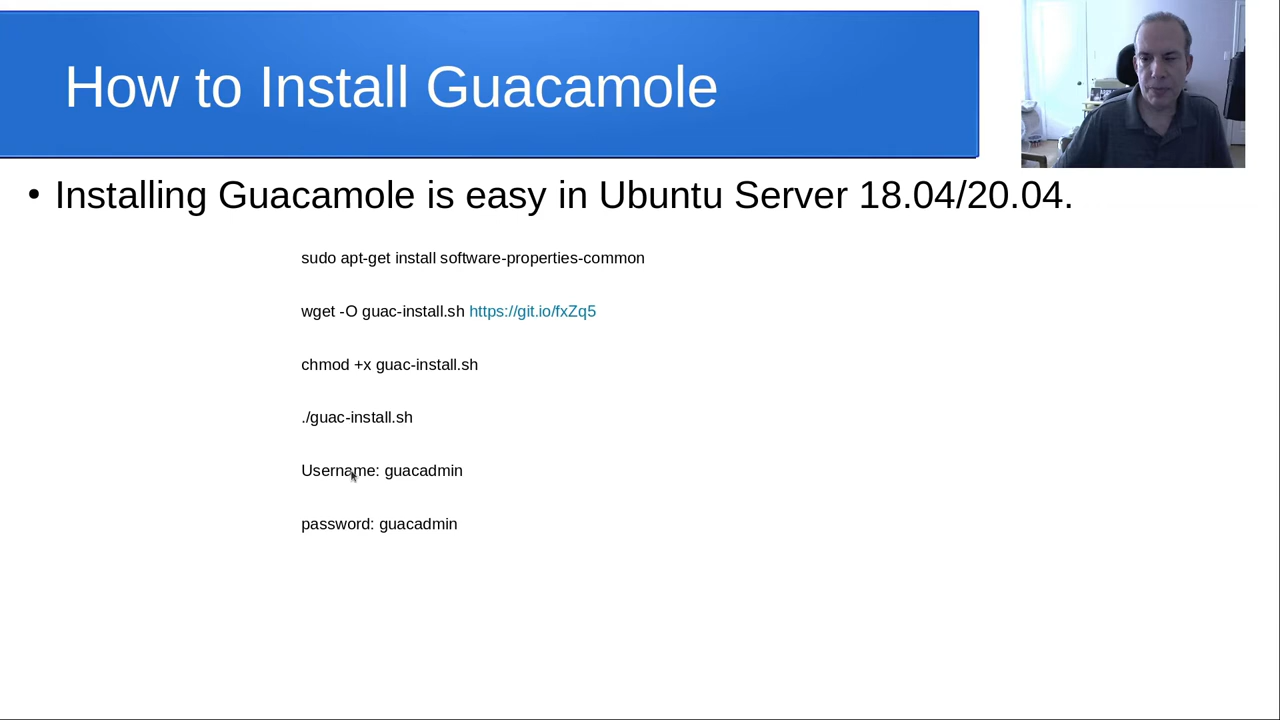 How to Install Guacamole
• Installing Guacamole is easy in Ubuntu Server 18.04/20.04.
sudo apt-get install software-properties-common
wget -O guac-install.sh https://git.io/fxZq5
chmod +x guac-install.sh
./guac-install.sh
Username: guacadmin
password: guacadmin